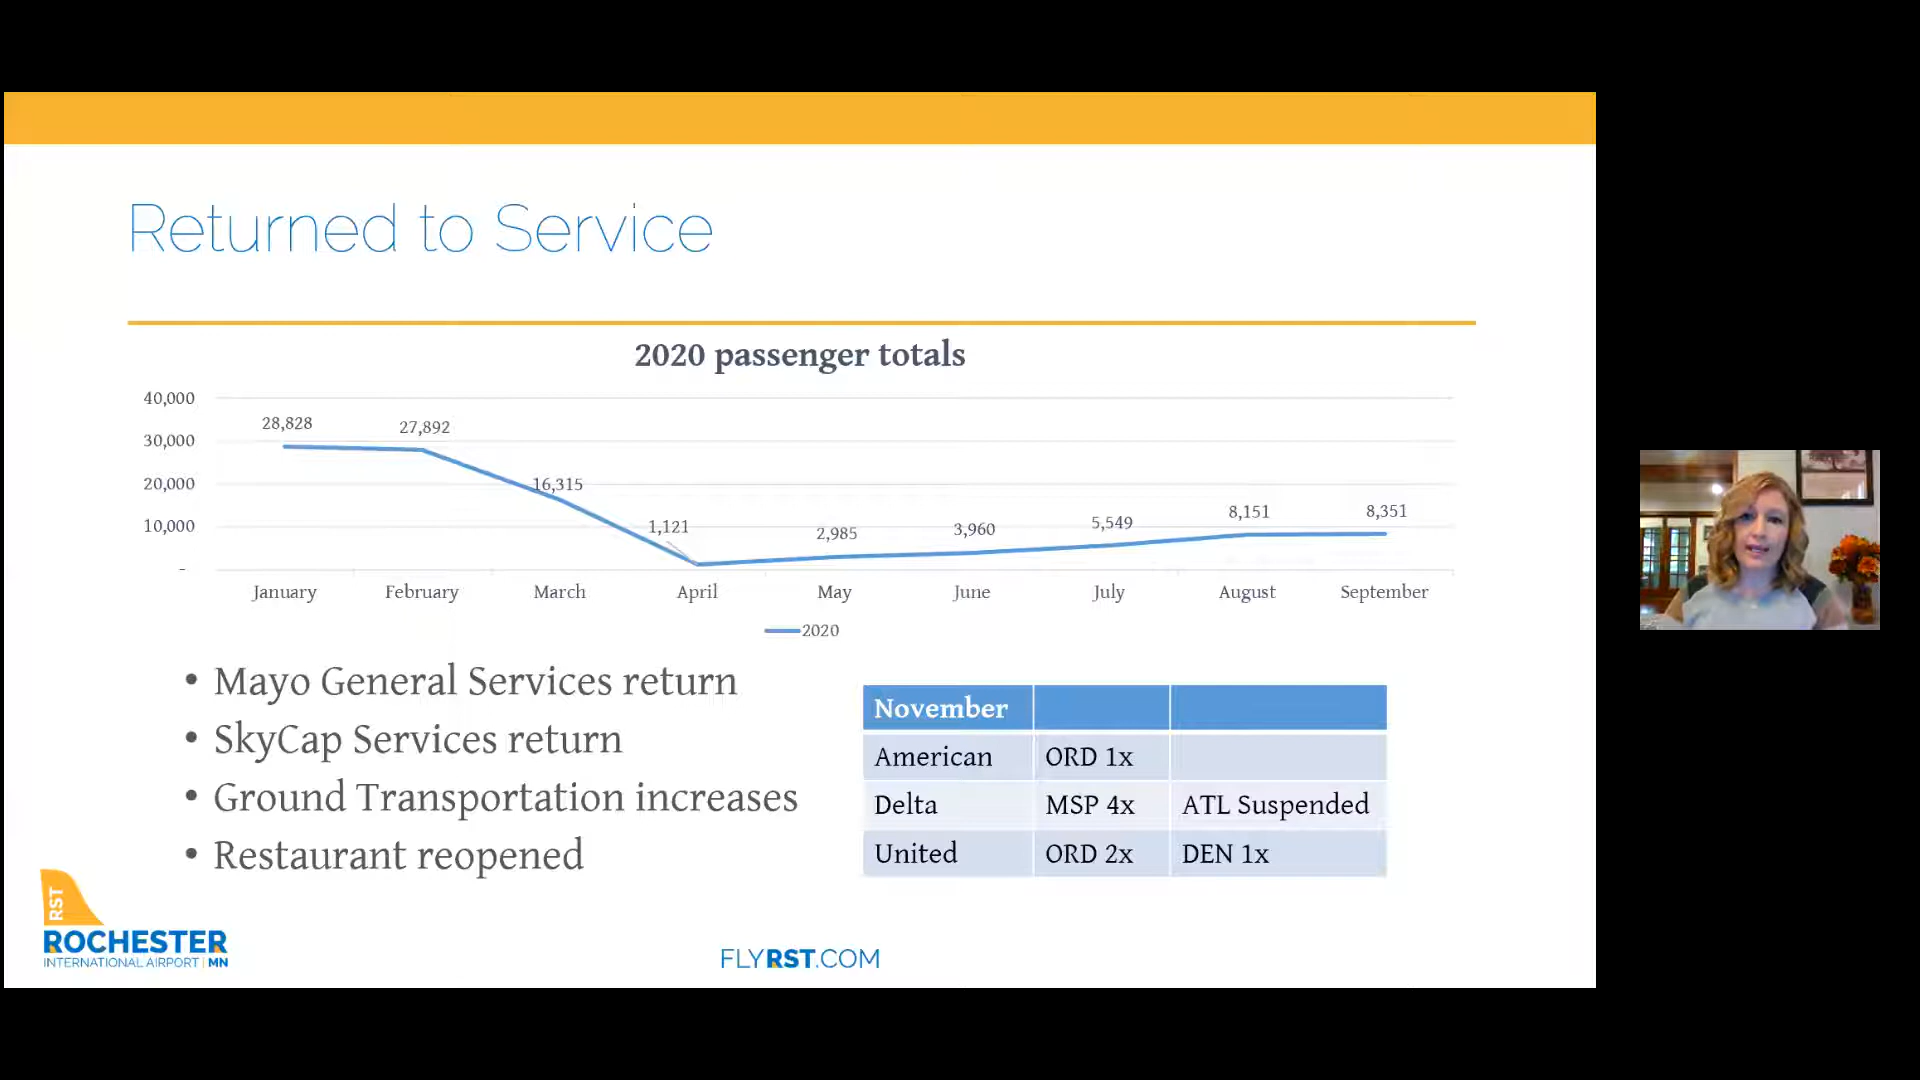 Returned to Service
2020 passenger totals
40,000
30,000
20,000
10,000
-
28,828
27,892
16,315
1,121
2,985
3,960
5,549
8,151
8,351
January February March April May June July August September
2020
• Mayo General Services return
• SkyCap Services return
• Ground Transportation increases
• Restaurant reopened
November
American ORD 1x
Delta MSP 4x ATL Suspended
United ORD 2x DEN 1x
RST
ROCHESTER
INTERNATIONAL AIRPORT | MN
FLYRST.COM